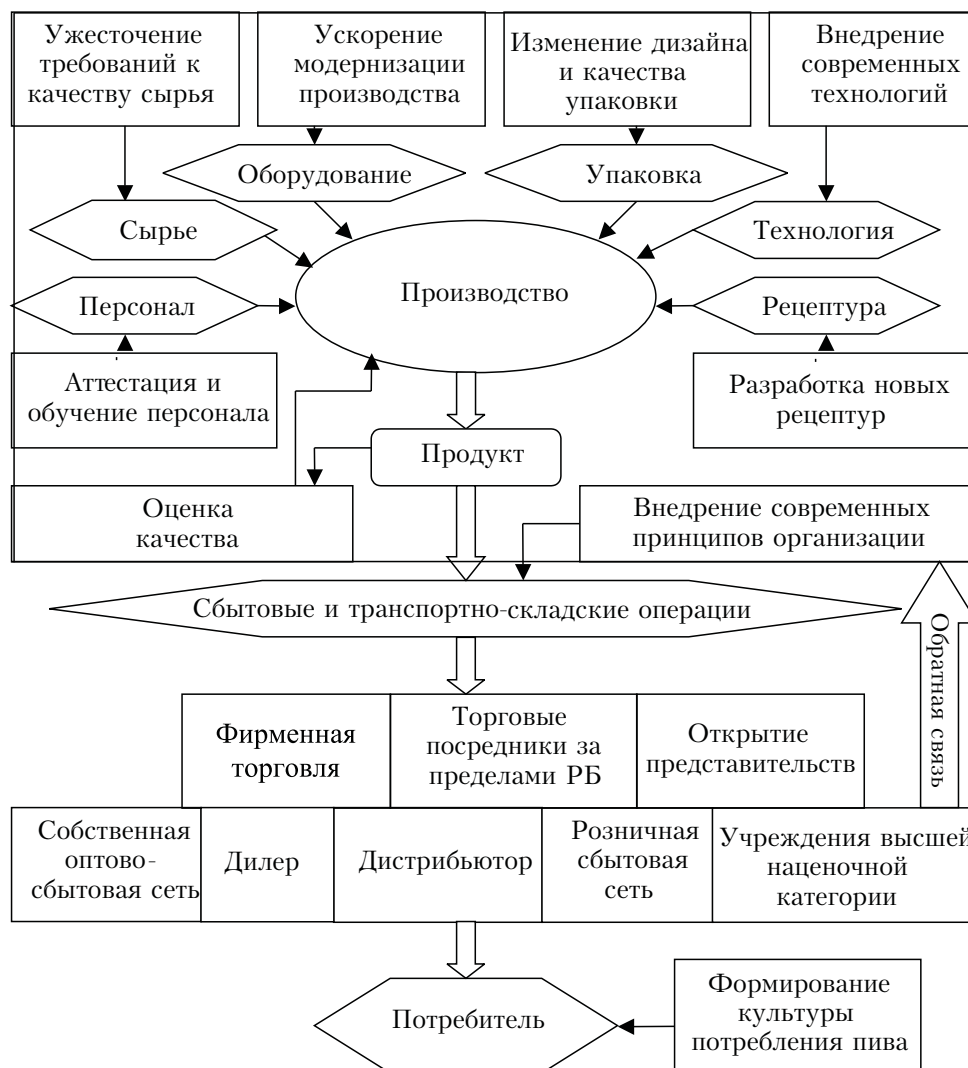 Ужесточение
требований к
качеству сырья
Ускорение
модернизации
производства
Изменение дизайна
и качества
упаковки
Внедрение
современных
технологий
Оборудование
Упаковка
Сырье
Технология
Производство
Персонал
Рецептура
Аттестация и
обучение персонала
Разработка новых
рецептур
Продукт
Оценка
качества
Внедрение современных
принципов организации
Сбытовые и транспортно-складские операции
Обратная связь
Фирменная
торговля
Торговые
посредники за
пределами РБ
Открытие
представительств
Собственная
оптово-
сбытовая сеть
Дилер
Дистрибьютор
Розничная
сбытовая
сеть
Учреждения высшей
наценочной
категории
Потребитель
Формирование
культуры
потребления пива